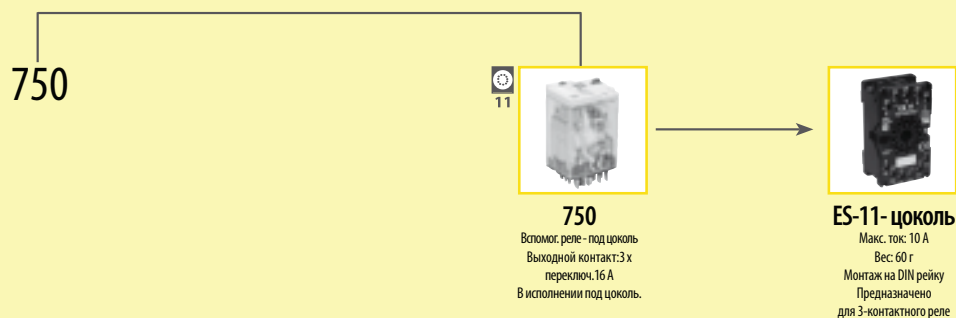 750
11
750
Вспомог. реле - под цоколь
Выходной контакт:3 x
переключ.16 А
В исполнении под цоколь.
ES-11- цоколь
Макс. ток: 10 А
Вес: 60 г
Монтаж на DIN рейку
Предназначено
для 3-контактного реле